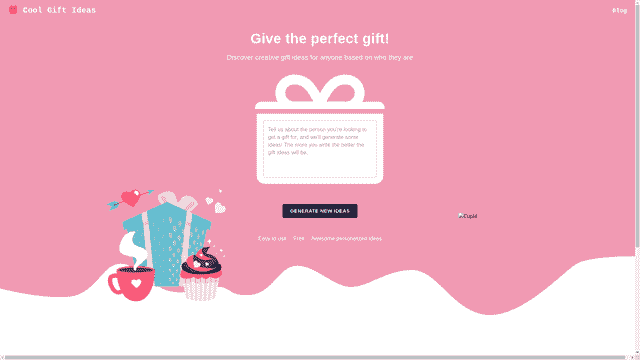 Cool Gift Ideas
Blog
Give the perfect gift!
Discover creative gift ideas for anyone based on who they are
Tell us about the person you're looking to
get a gift for, and we'll generate some
ideas! The more you write the better the
gift ideas will be.
GENERATE NEW IDEAS
Cupid
Easy to use Free Awesome personalized ideas